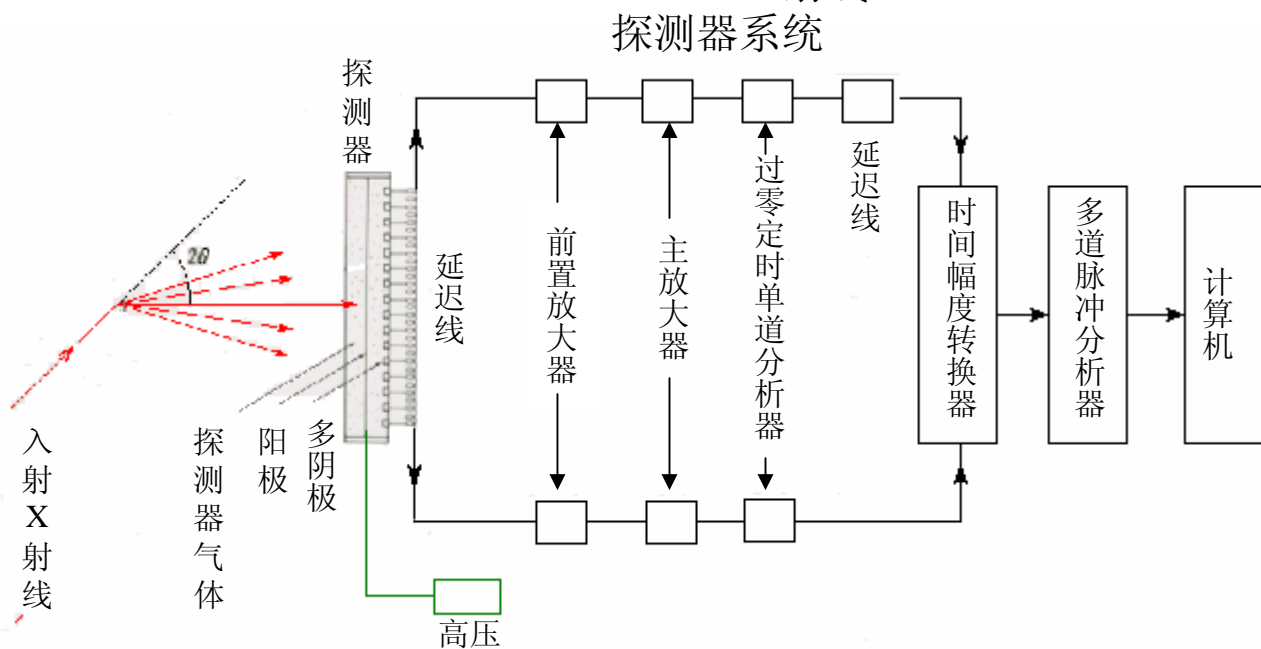 探测器系统
探测器
延迟线
过零定时单道分析器
前置放大器
主放大器
延迟线
时间幅度转换器
多道脉冲分析器
计算机
2θ
入射X射线
探测器气体
阳极
多阴极
高压